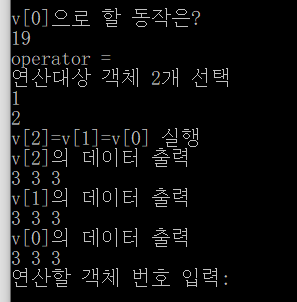 v[0]으로 할 동작은?
19
operator =
연산대상 객체 2개 선택
1
2
v[2]=v[1]=v[0] 실행
v[2]의 데이터 출력
3 3 3
v[1]의 데이터 출력
3 3 3
v[0]의 데이터 출력
3 3 3
연산할 객체 번호 입력: